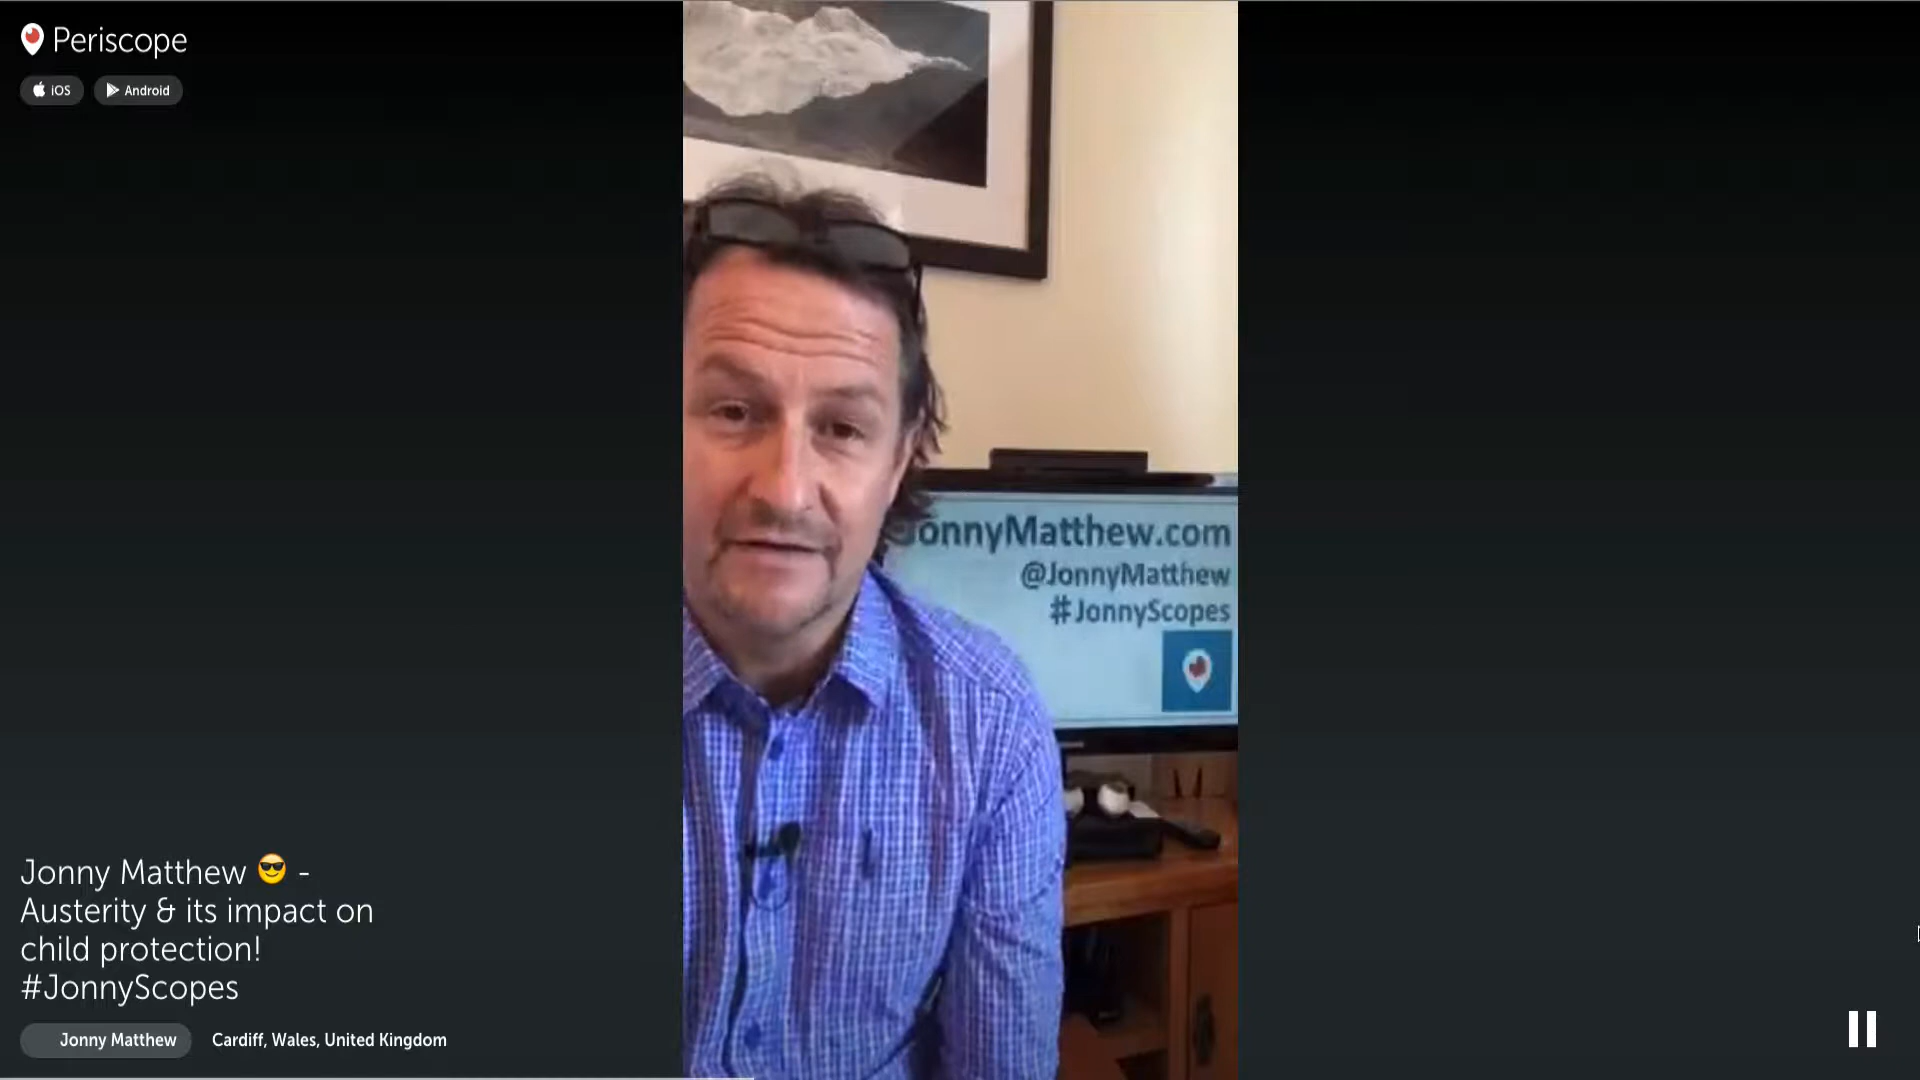 Periscope
iOS
Android
onnyMatthew.com
@JonnyMatthew
#JonnyScopes
Jonny Matthew 😎 -
Austerity & its impact on
child protection!
#JonnyScopes
Jonny Matthew
Cardiff, Wales, United Kingdom